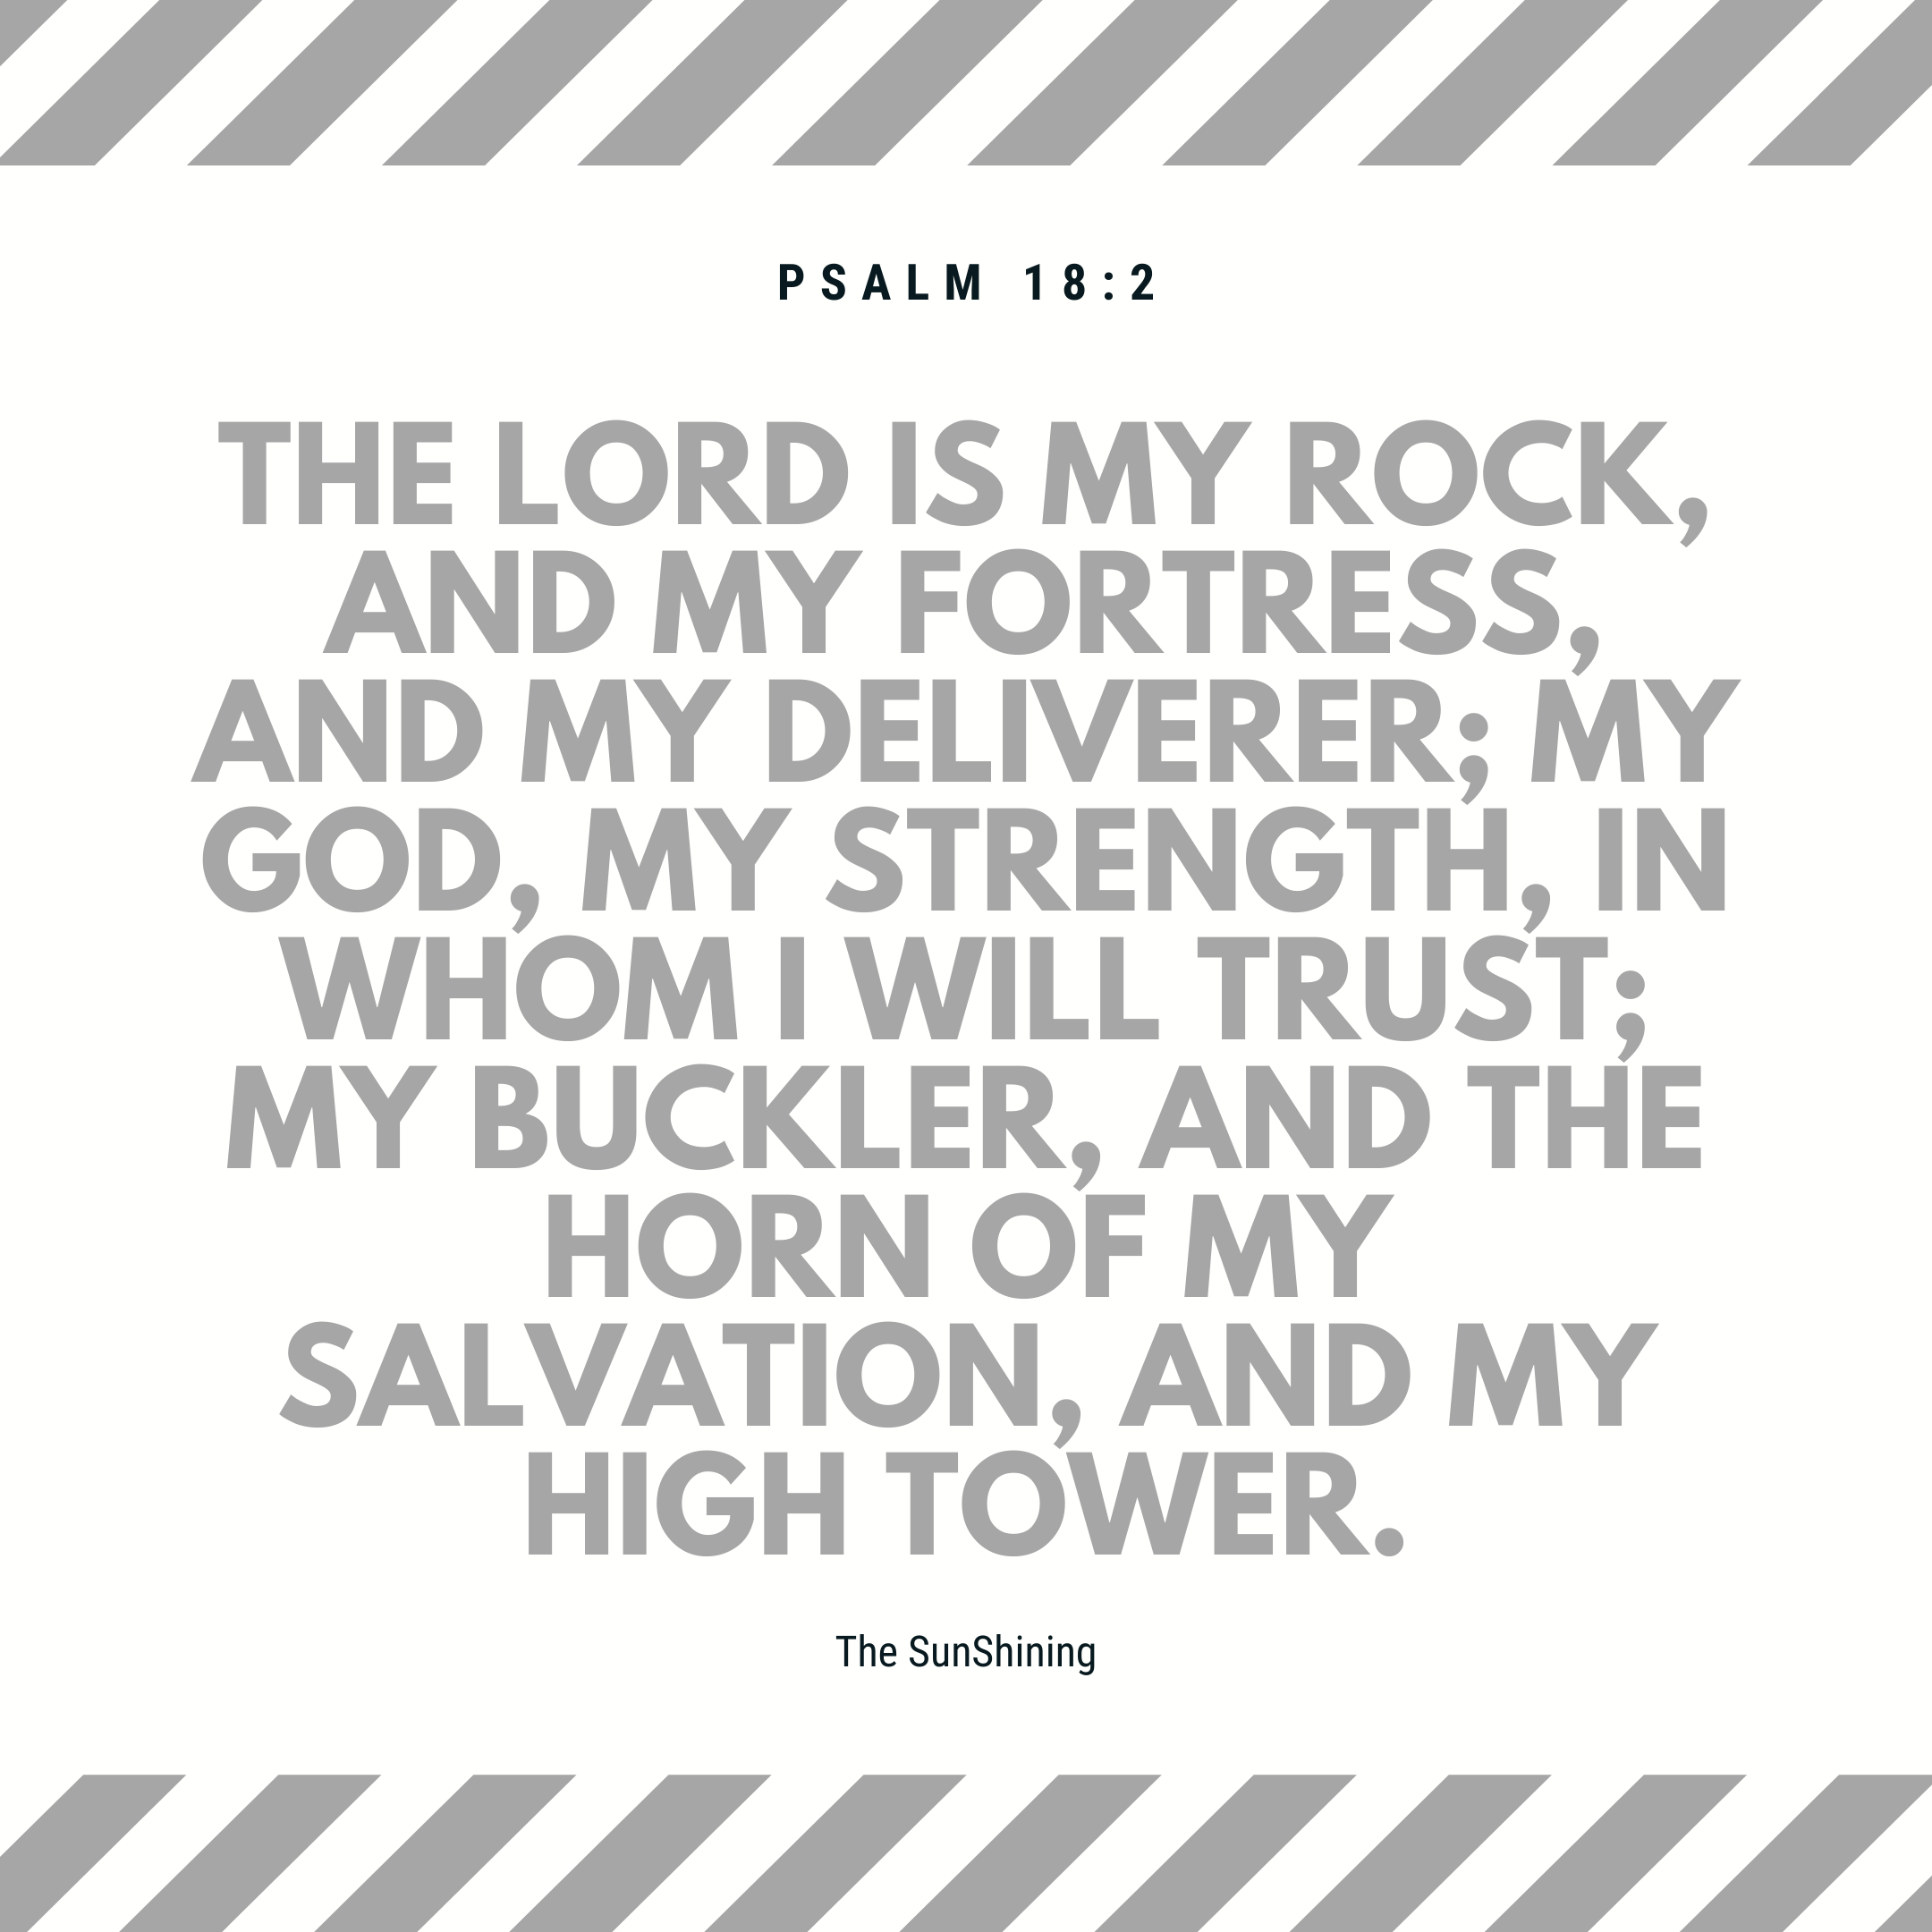 PSALM 18:2
THE LORD IS MY ROCK,
AND MY FORTRESS,
AND MY DELIVERER; MY
GOD, MY STRENGTH, IN
WHOM I WILL TRUST;
MY BUCKLER, AND THE
HORN OF MY
SALVATION, AND MY
HIGH TOWER.
The SunShining